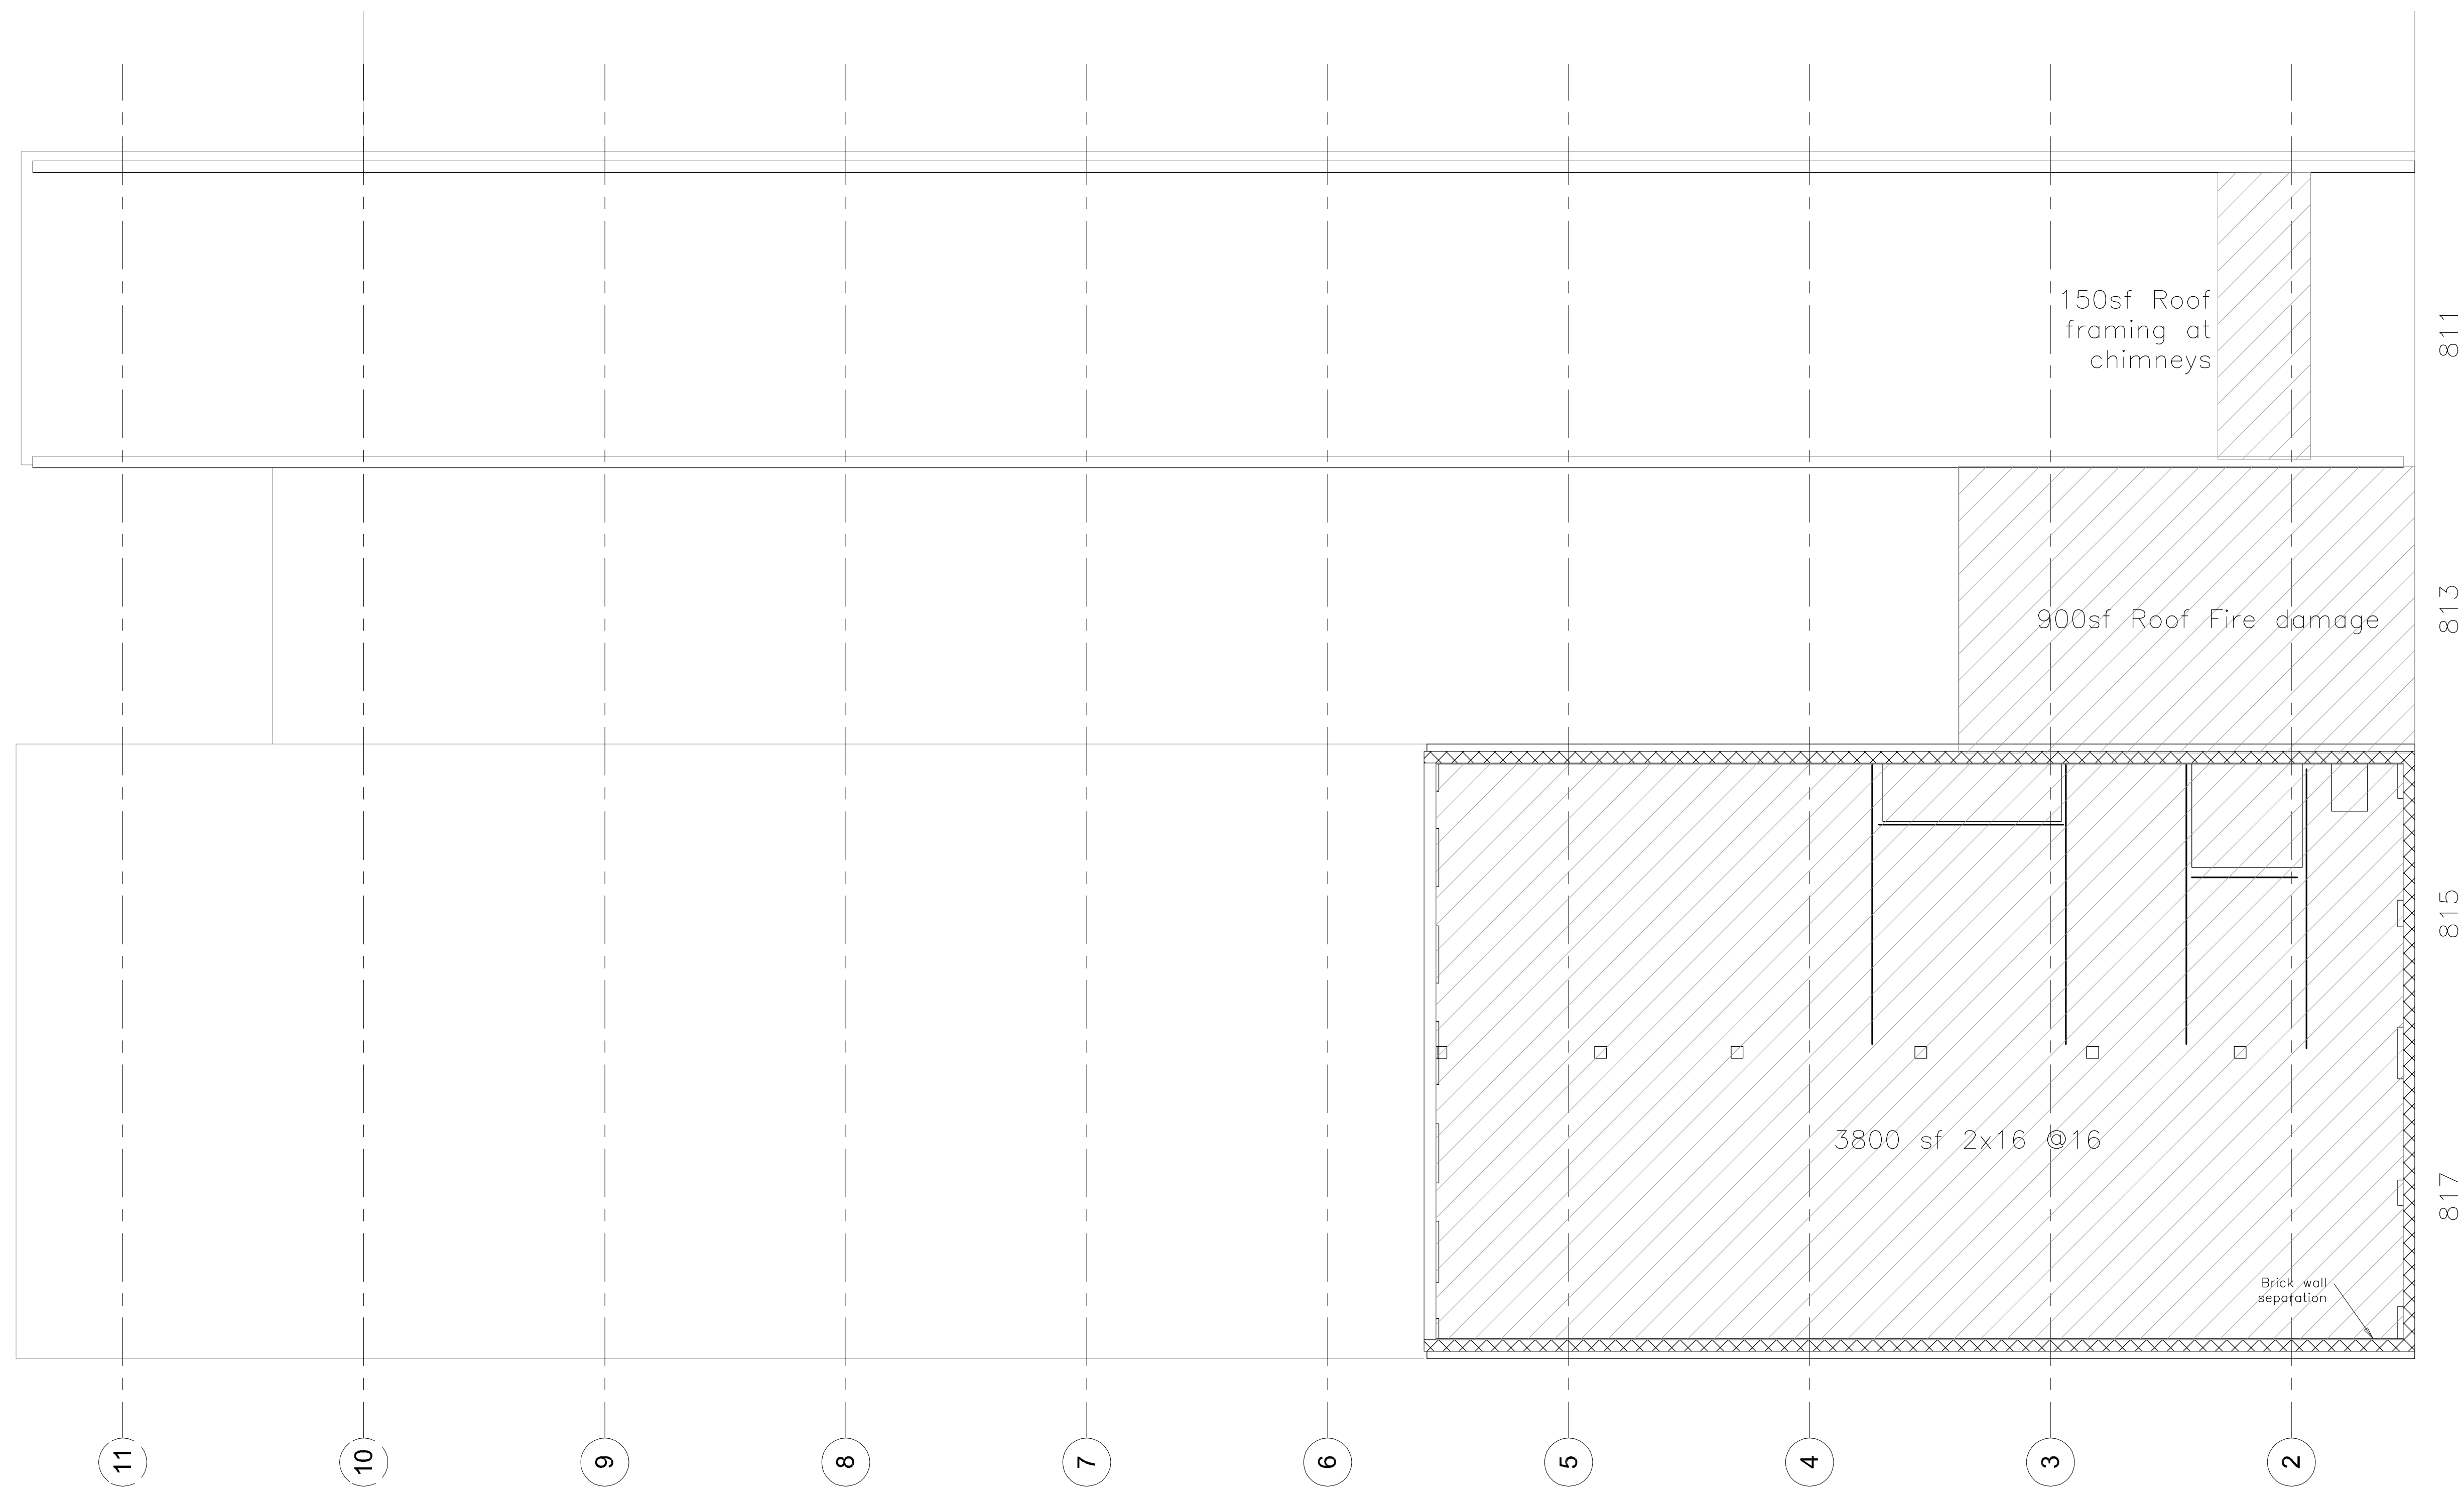 150sf Roof
framing at
chimneys
811
900sf Roof Fire damage
813
815
3800 sf 2x16 @16
817
Brick wall
separation
11
10
9
8
7
6
5
4
3
2